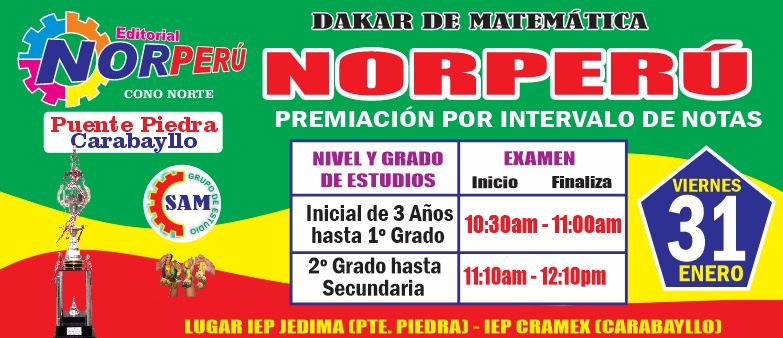 Editorial
NORPERÚ
CONO NORTE
Puente Piedra
Carabayllo
GRUPO DE ESTUDIO
SAM
DAKAR DE MATEMÁTICA
NORPERÚ
PREMIACIÓN POR INTERVALO DE NOTAS
NIVEL Y GRADO
DE ESTUDIOS
EXAMEN
Inicio Finaliza
Inicial de 3 Años
hasta 1º Grado
10:30am - 11:00am
2º Grado hasta
Secundaria
11:10am - 12:10pm
VIERNES
31
ENERO
LUGAR IEP JEDIMA (PTE. PIEDRA) - IEP CRAMEX (CARABAYLLO)